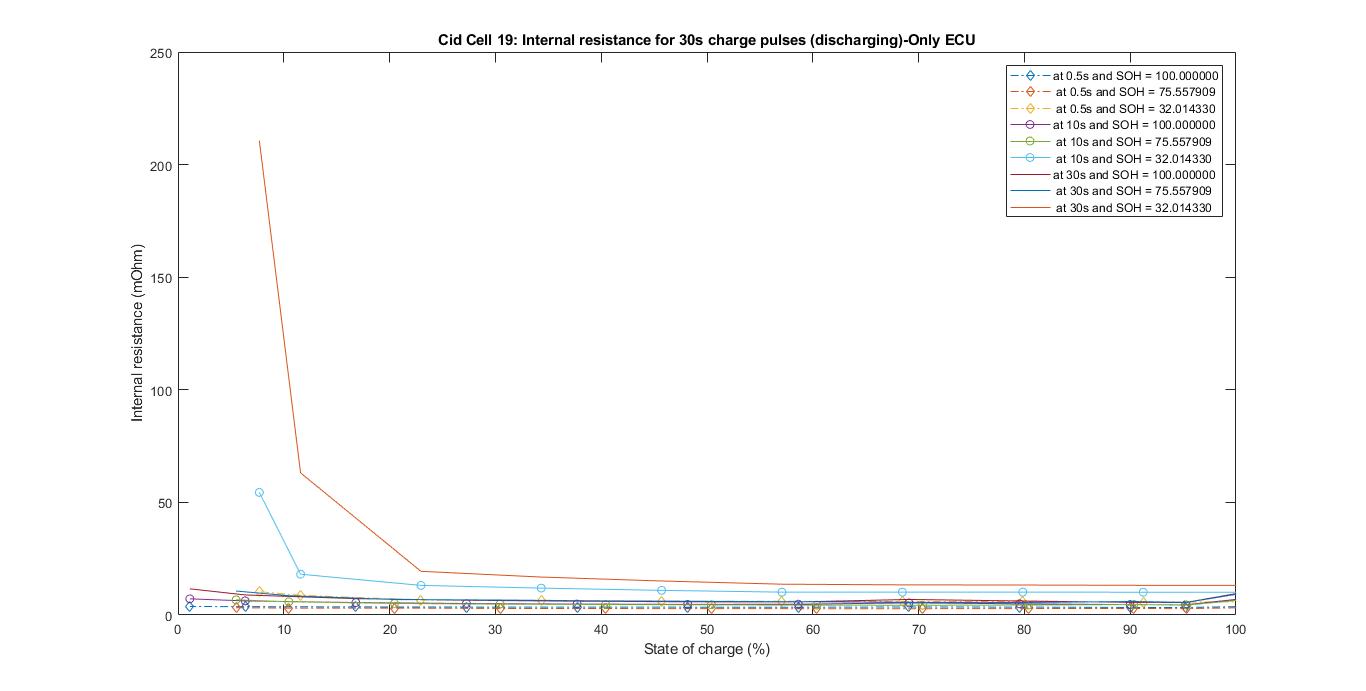 Cid Cell 19: Internal resistance for 30s charge pulses (discharging)-Only ECU
250
200
150
100
50
0
Internal resistance (mOhm)
at 0.5s and SOH = 100.000000
at 0.5s and SOH = 75.557909
at 0.5s and SOH = 32.014330
at 10s and SOH = 100.000000
at 10s and SOH = 75.557909
at 10s and SOH = 32.014330
at 30s and SOH = 100.000000
at 30s and SOH = 75.557909
at 30s and SOH = 32.014330
0 10 20 30 40 50 60 70 80 90 100
State of charge (%)